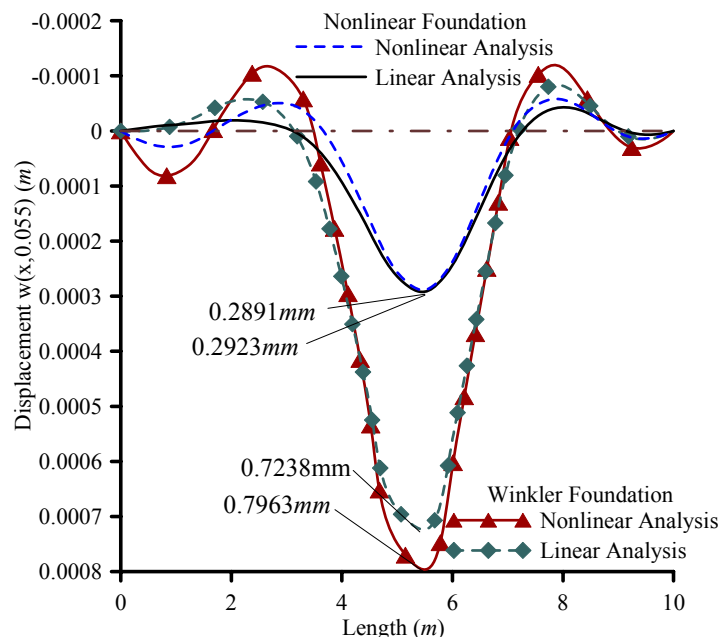 -0.0002
-0.0001
0
0.0001
0.0002
0.0003
0.0004
0.0005
0.0006
0.0007
0.0008
Displacement w(x,0.055) (m)
Nonlinear Foundation
Nonlinear Analysis
Linear Analysis
0.2891mm
0.2923mm
0.7238mm
0.7963mm
Winkler Foundation
Nonlinear Analysis
Linear Analysis
0 2 4 6 8 10
Length (m)